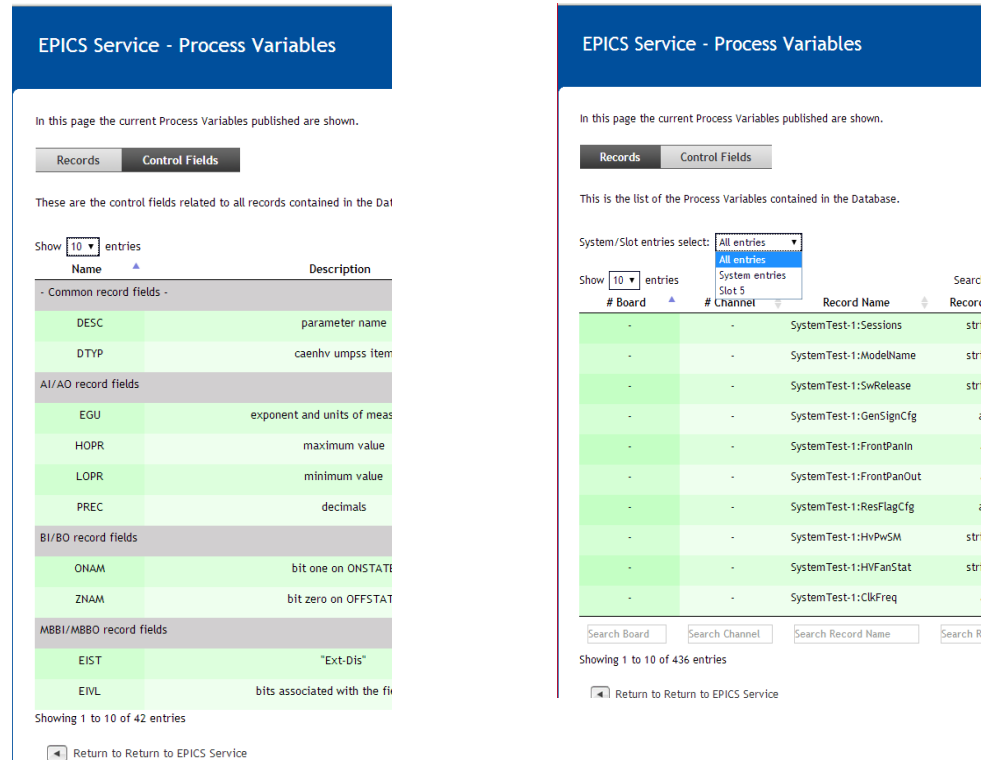 EPICS Service - Process Variables
In this page the current Process Variables published are shown.
Records Control Fields
These are the control fields related to all records contained in the Dat
Show 10 entries
Name Description
- Common record fields -
DESC parameter name
DTYP caenhv umpss item
AI/AO record fields
EGU exponent and units of meas
HOPR maximum value
LOPR minimum value
PREC decimals
BI/BO record fields
ONAM bit one on ONSTATE
ZNAM bit zero on OFFSTAT
MBBI/MBBO record fields
EIST "Ext-Dis"
EIVL bits associated with the fie
Showing 1 to 10 of 42 entries
Return to Return to EPICS Service
EPICS Service - Process Variables
In this page the current Process Variables published are shown.
Records Control Fields
This is the list of the Process Variables contained in the Database.
System/Slot entries select: All entries
All entries
System entries
Slot 5
Show 10 entries Search
# Board # Channel Record Name Record
- - SystemTest-1:Sessions stri
- - SystemTest-1:ModelName stri
- - SystemTest-1:SwRelease stri
- - SystemTest-1:GenSignCfg a
- - SystemTest-1:FrontPanIn
- - SystemTest-1:FrontPanOut
- - SystemTest-1:ResFlagCfg a
- - SystemTest-1:HvPwSM stri
- - SystemTest-1:HVFanStat stri
- - SystemTest-1:ClkFreq
Search Board Search Channel Search Record Name Search R
Showing 1 to 10 of 436 entries
Return to Return to EPICS Service